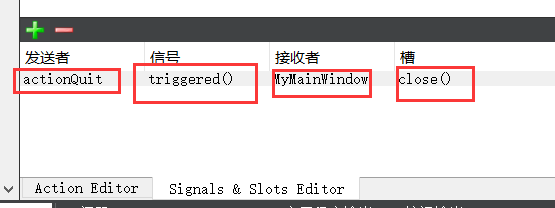 发送者 信号 接收者 槽
actionQuit triggered() MyMainWindow close()
Action Editor Signals & Slots Editor